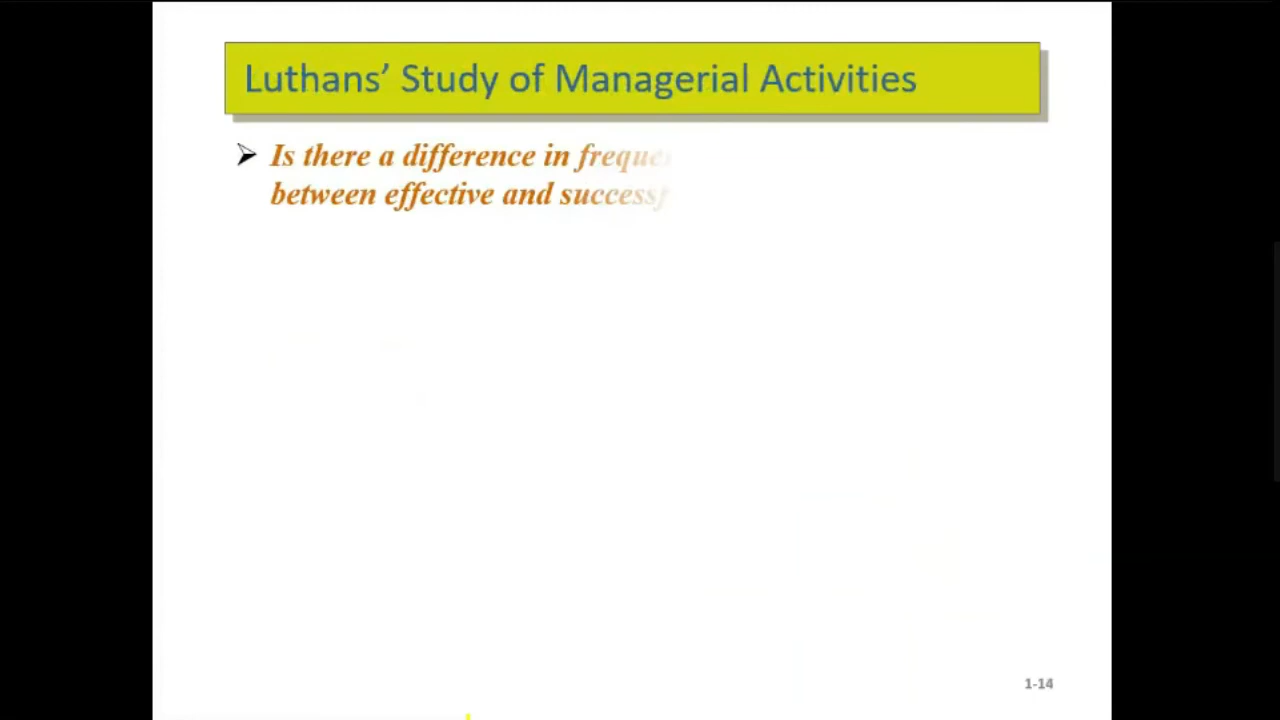 Luthans’ Study of Managerial Activities
Is there a difference in
between effective and
1-14